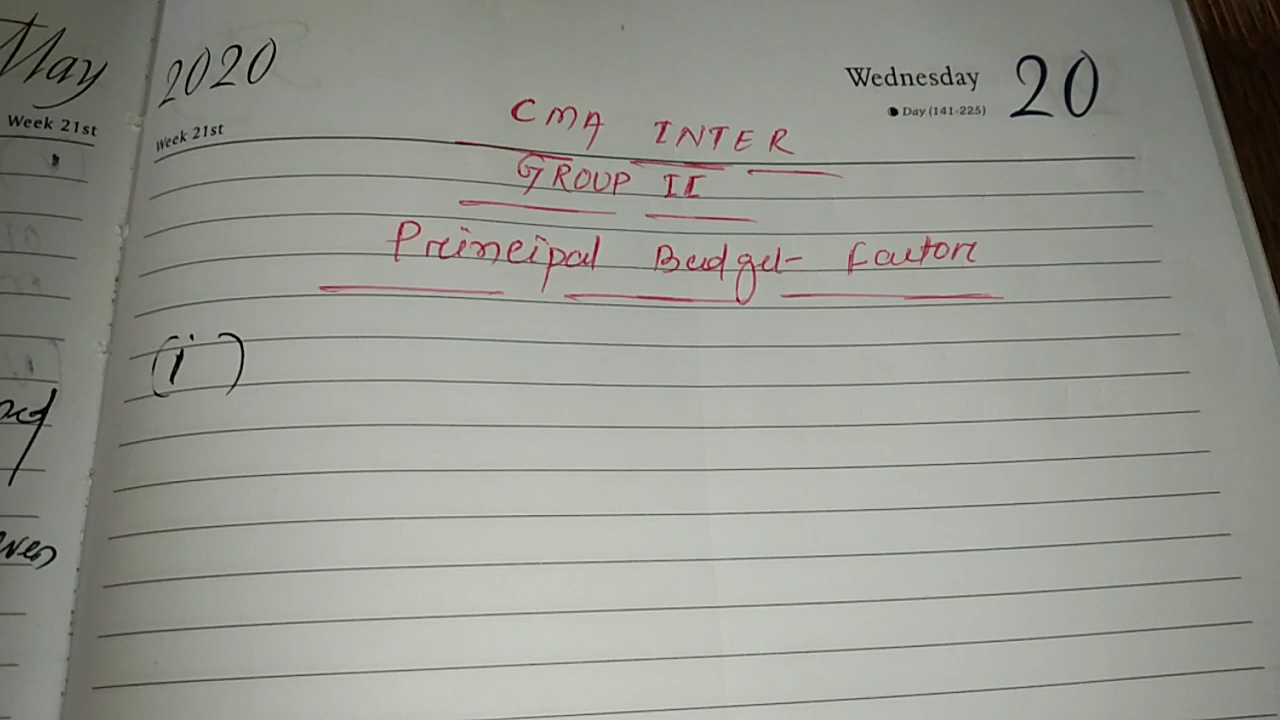 May
2020
Wednesday 20
Week 21st
Week 21st
Day (141-225)
CMA INTER
GROUP II
Principal Budget Factor
(i)